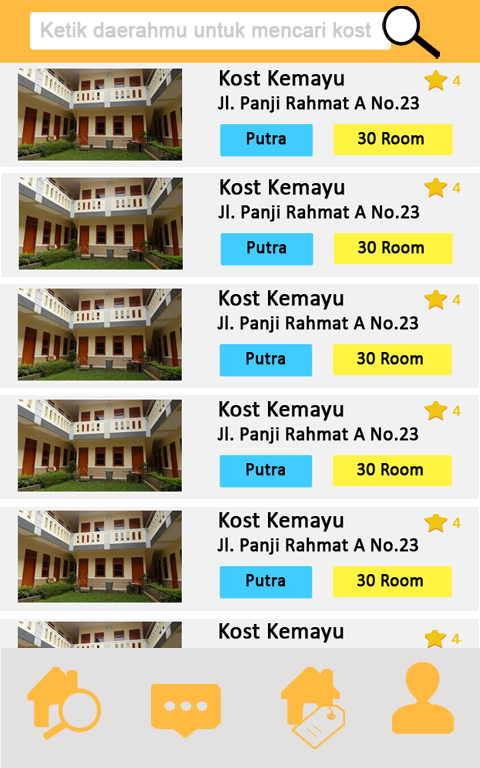 Ketik daerahmu untuk mencari kost
Kost Kemayu
4
Jl. Panji Rahmat A No.23
Putra
30 Room
Kost Kemayu
4
Jl. Panji Rahmat A No.23
Putra
30 Room
Kost Kemayu
4
Jl. Panji Rahmat A No.23
Putra
30 Room
Kost Kemayu
4
Jl. Panji Rahmat A No.23
Putra
30 Room
Kost Kemayu
4
Jl. Panji Rahmat A No.23
Putra
30 Room
Kost Kemayu
4